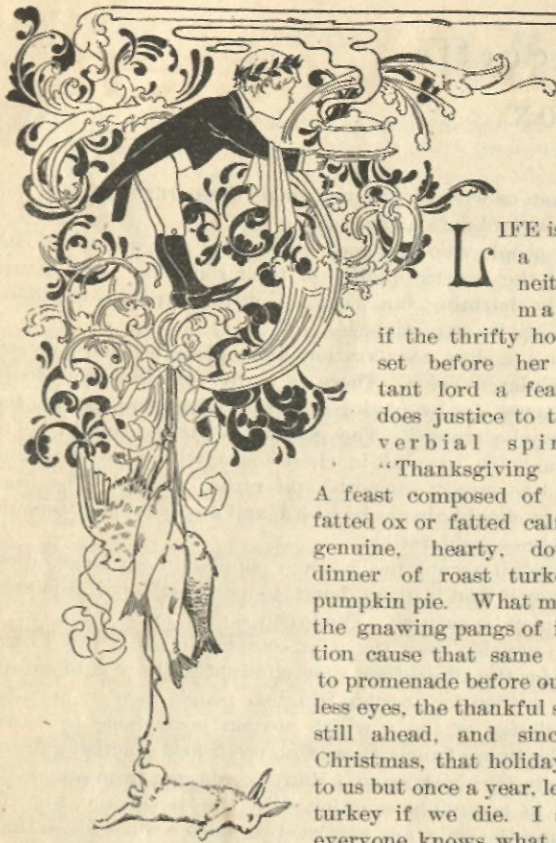 LIFE is
a
neit
ma
if the thrifty ho
set before her
tant lord a fea
does justice to t
verbial spir
"Thanksgiving
A feast composed of
fatted ox or fatted cal
genuine, hearty, do
dinner of roast turk
pumpkin pie. What m
the gnawing pangs of i
tion cause that same
to promenade before ou
less eyes, the thankful s
still ahead, and sinc
Christmas, that holiday
to us but once a year, le
turkey if we die. I s
everyone knows what